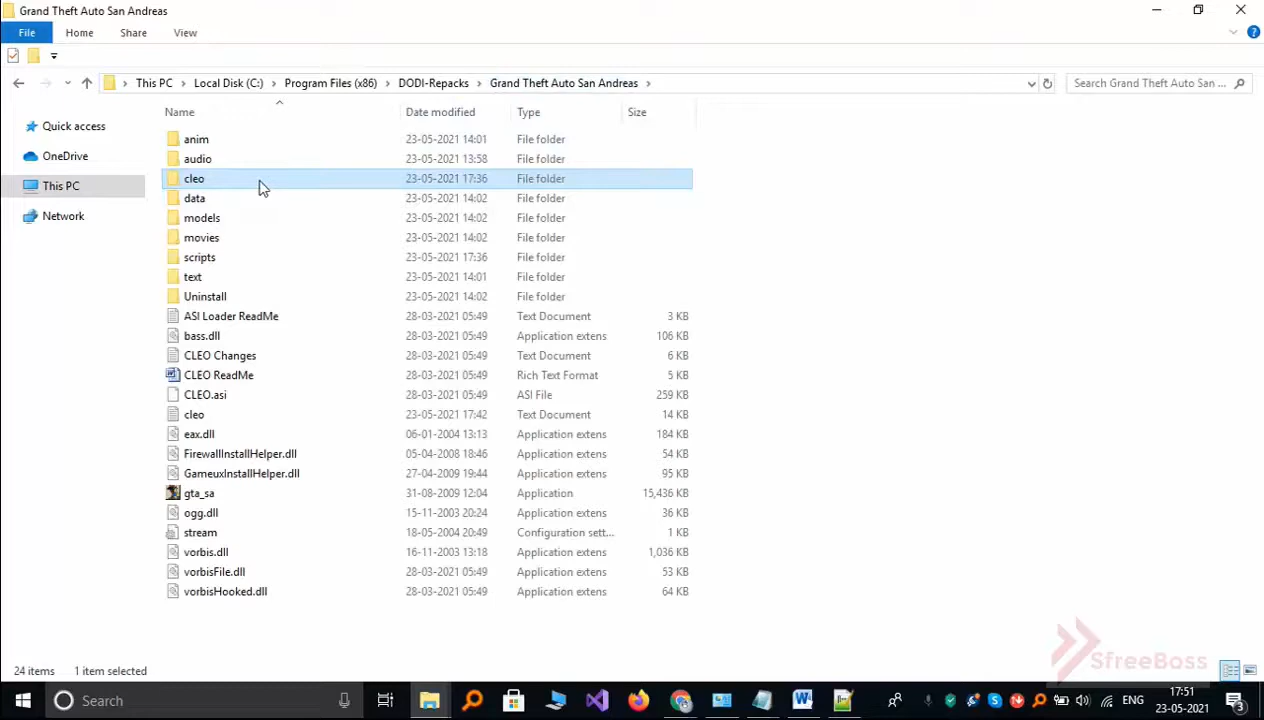 Grand Theft Auto San Andreas
File Home Share View
This PC Local Disk (C:) Program Files (x86) DODI-Repacks Grand Theft Auto San Andreas Search Grand Theft Auto San ...
Name Date modified Type Size
Quick access
OneDrive
This PC
Network
anim 23-05-2021 14:01 File folder
audio 23-05-2021 13:58 File folder
cleo 23-05-2021 17:36 File folder
data 23-05-2021 14:02 File folder
models 23-05-2021 14:02 File folder
movies 23-05-2021 14:02 File folder
scripts 23-05-2021 17:36 File folder
text 23-05-2021 14:01 File folder
Uninstall 23-05-2021 14:02 File folder
ASI Loader ReadMe 28-03-2021 05:49 Text Document 3 KB
bass.dll 28-03-2021 05:49 Application extens 106 KB
CLEO Changes 28-03-2021 05:49 Text Document 6 KB
CLEO ReadMe 28-03-2021 05:49 Rich Text Format 5 KB
CLEO.asi 28-03-2021 05:49 ASI File 259 KB
cleo 23-05-2021 17:42 Text Document 14 KB
eax.dll 06-01-2004 13:13 Application extens 184 KB
FirewallInstallHelper.dll 05-04-2008 18:46 Application extens 54 KB
GameuxInstallHelper.dll 27-04-2009 19:44 Application extens 95 KB
gta_sa 31-08-2009 12:04 Application 15,436 KB
ogg.dll 15-11-2003 20:24 Application extens 36 KB
stream 18-05-2004 20:49 Configuration sett... 1 KB
vorbis.dll 16-11-2003 13:18 Application extens 1,036 KB
vorbisFile.dll 28-03-2021 05:49 Application extens 53 KB
vorbisHooked.dll 28-03-2021 05:49 Application extens 64 KB
SfreeBoss
24 items 1 item selected
Search ENG 17:51
23-05-2021 3